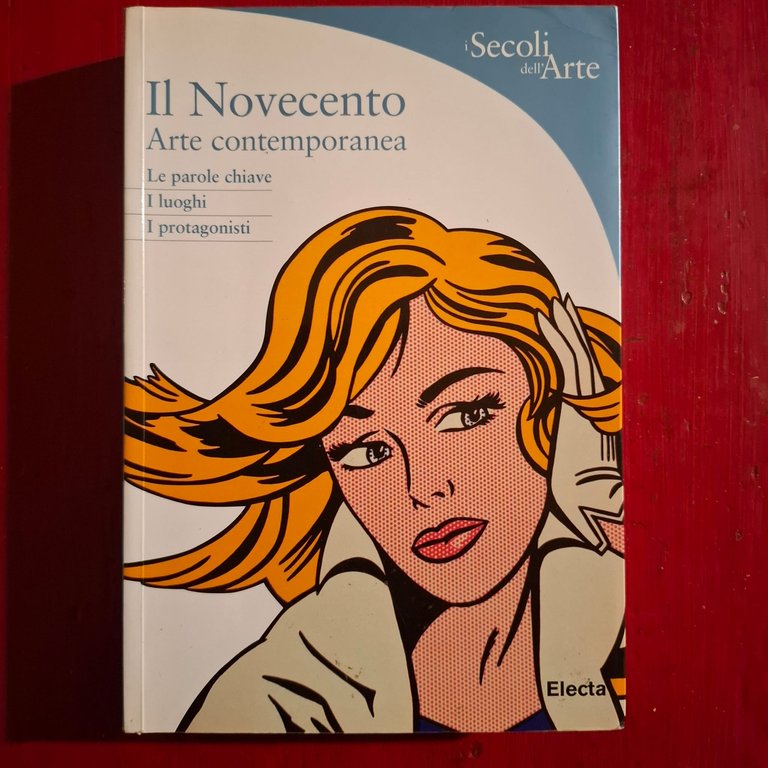 i Secoli
dell'Arte
Il Novecento
Arte contemporanea
Le parole chiave
I luoghi
I protagonisti
Electa